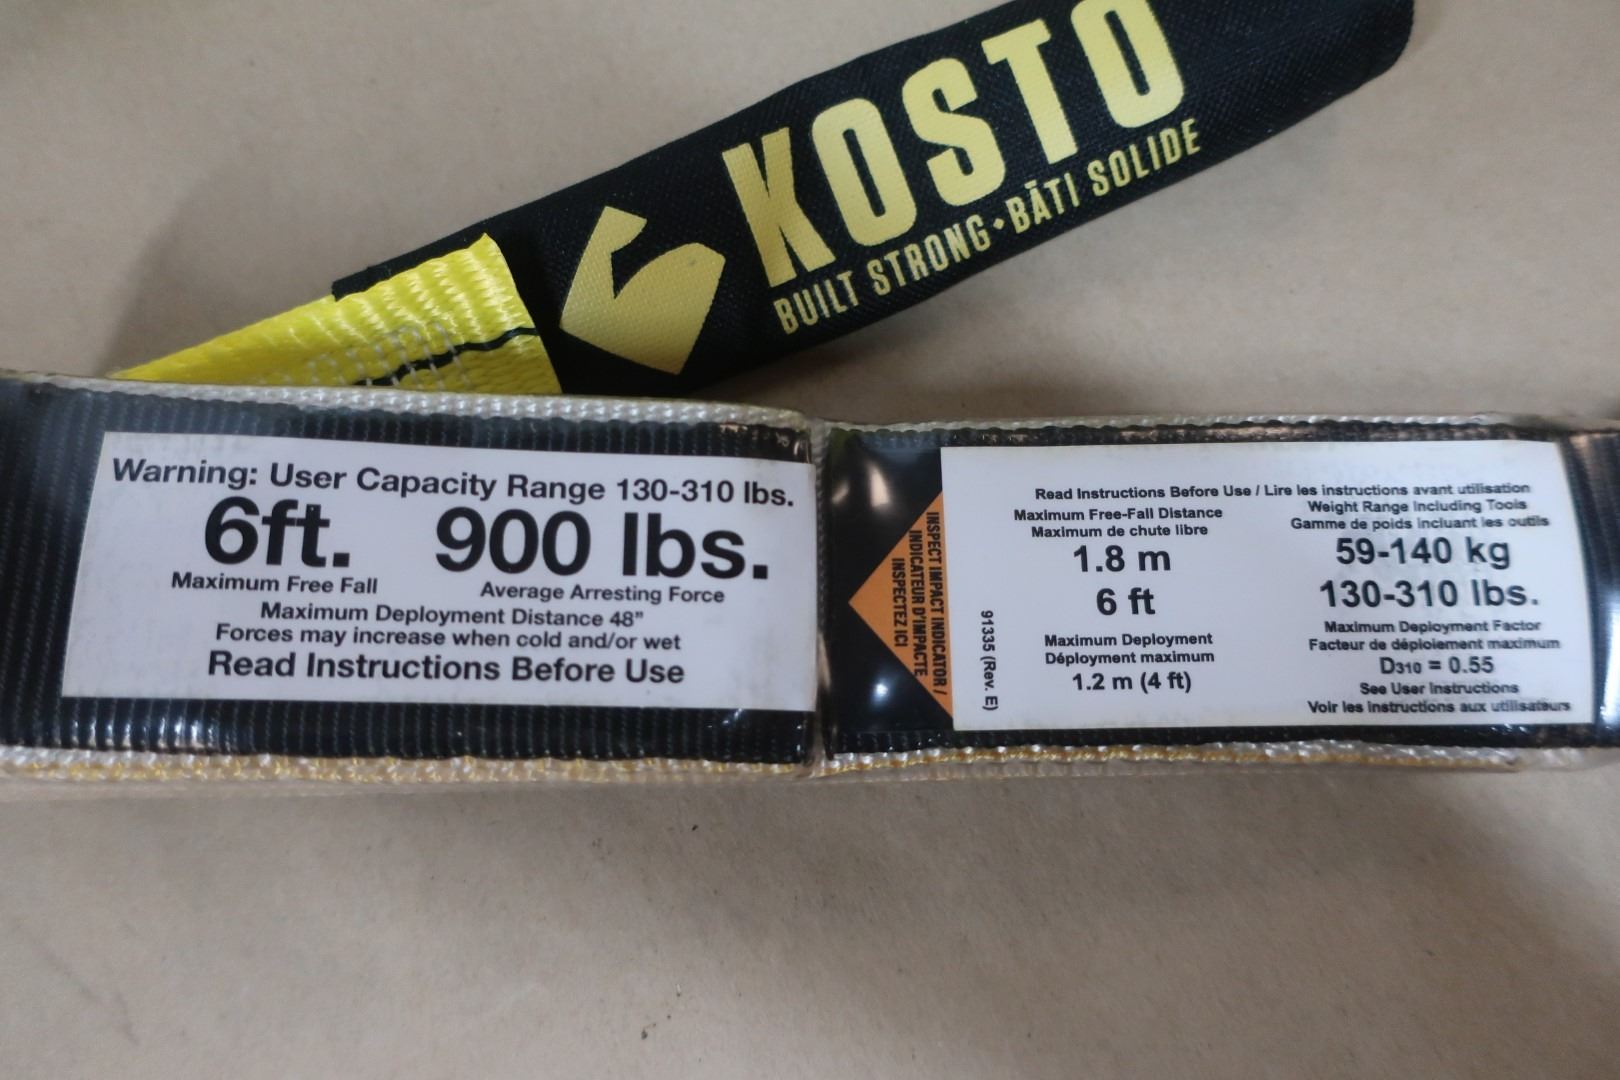 KOSTO
BUILT STRONG • BĀTI SOLIDE
Warning: User Capacity Range 130-310 lbs.
6ft. 900 lbs.
Maximum Free Fall Average Arresting Force
Maximum Deployment Distance 48"
Forces may increase when cold and/or wet
Read Instructions Before Use
INSPECT IMPACT INDICATOR /
INDICATEUR D'IMPACTE
INSPECTEZ ICI
91335 (Rev. E)
Read Instructions Before Use / Lire les instructions avant utilisation
Maximum Free-Fall Distance
Maximum de chute libre
1.8 m
6 ft
Maximum Deployment
Déployment maximum
1.2 m (4 ft)
Weight Range Including Tools
Gamme de poids incluant les outils
59-140 kg
130-310 lbs.
Maximum Deployment Factor
Facteur de déploiement maximum
D310 = 0.55
See User Instructions
Voir les instructions aux utilisateurs